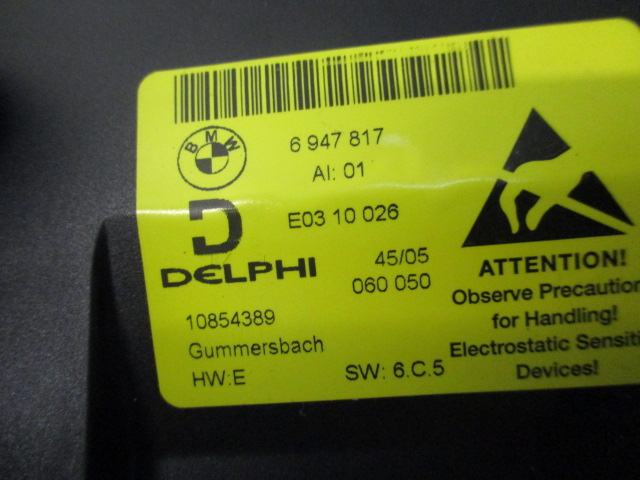 BMW
6 947 817
AI: 01
E03 10 026
DELPHI
45/05
060 050
10854389
Gummersbach
HW:E
SW: 6.C.5
ATTENTION!
Observe Precaution
for Handling!
Electrostatic Sensiti
Devices!